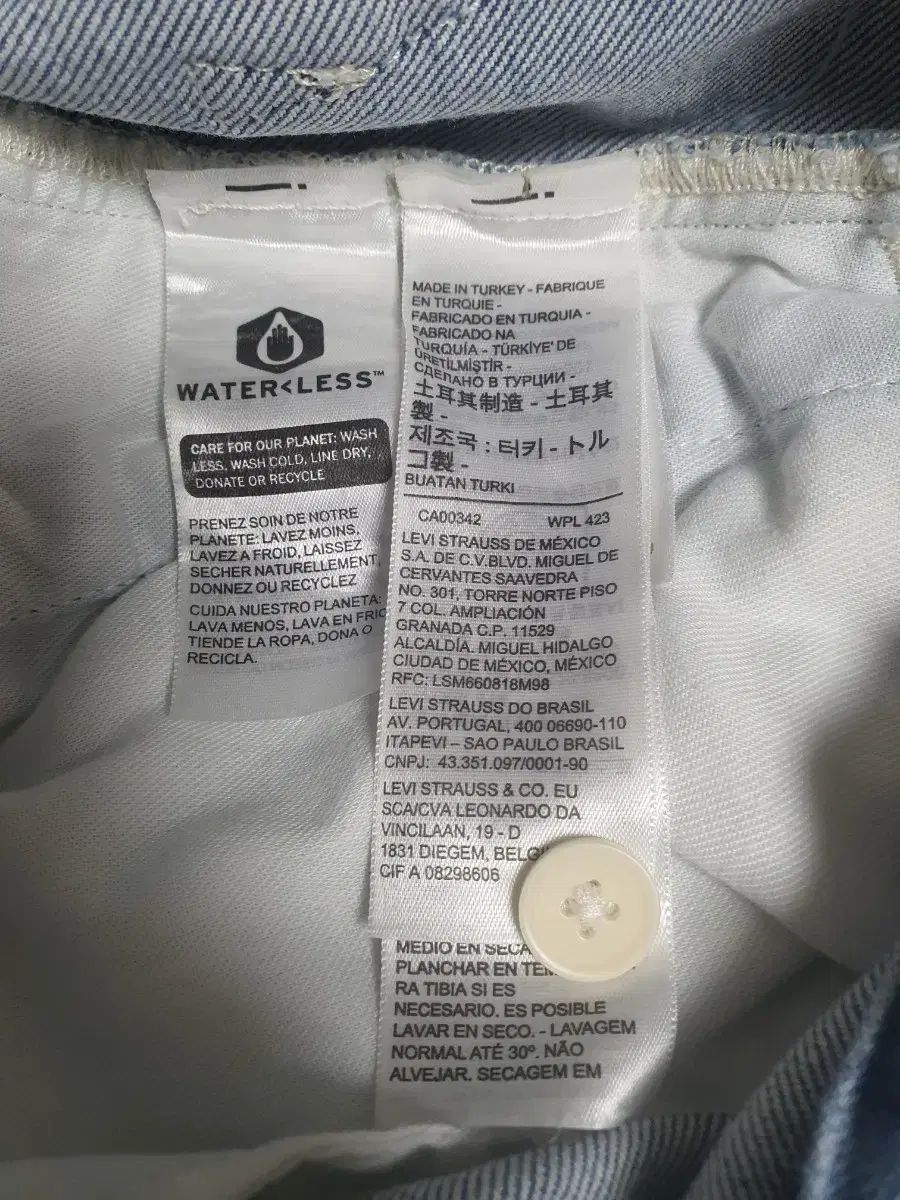 WATER<LESS™
CARE FOR OUR PLANET: WASH
LESS, WASH COLD, LINE DRY,
DONATE OR RECYCLE
PRENEZ SOIN DE NOTRE
PLANETE: LAVEZ MOINS,
LAVEZ A FROID, LAISSEZ
SECHER NATURELLEMENT,
DONNEZ OU RECYCLEZ
CUIDA NUESTRO PLANETA:
LAVA MENOS, LAVA EN FRIO
TIENDE LA ROPA, DONA O
RECICLA.
MADE IN TURKEY - FABRIQUE
EN TURQUIE -
FABRICADO EN TURQUIA -
FABRICADO NA
TURQUÍA - TÜRKİYE' DE
ÜRETİLMİŞTİR -
СДЕЛАНО В ТУРЦИИ -
土耳其制造 - 土耳其
製 -
제조국 : 터키 - トル
コ製 -
BUATAN TURKI
CA00342 WPL 423
LEVI STRAUSS DE MÉXICO
S.A. DE C.V.BLVD. MIGUEL DE
CERVANTES SAAVEDRA
NO. 301, TORRE NORTE PISO
7 COL. AMPLIACIÓN
GRANADA C.P. 11529
ALCALDÍA. MIGUEL HIDALGO
CIUDAD DE MÉXICO, MÉXICO
RFC: LSM660818M98
LEVI STRAUSS DO BRASIL
AV. PORTUGAL, 400 06690-110
ITAPEVI – SAO PAULO BRASIL
CNPJ: 43.351.097/0001-90
LEVI STRAUSS & CO. EU
SCA/CVA LEONARDO DA
VINCILAAN, 19 - D
1831 DIEGEM,
CIF A 08298606
MEDIO EN
PLANCHAR EN
RA TIBIA SI ES
NECESARIO. ES POSIBLE
LAVAR EN SECO. - LAVAGEM
NORMAL ATÉ 30º. NÃO
ALVEJAR. SECAGEM EM